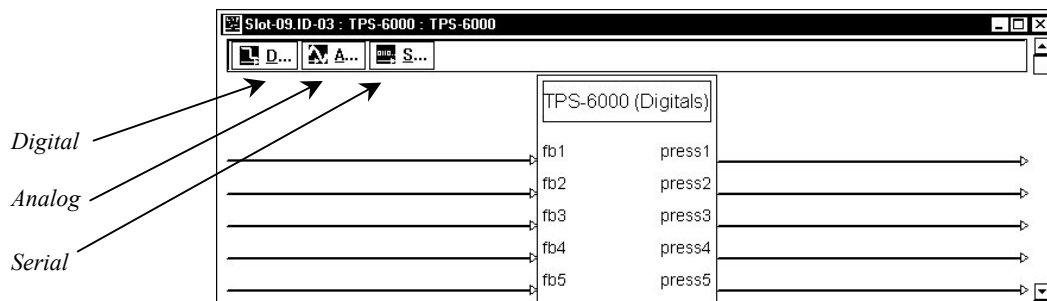 Slot-09.ID-03 : TPS-6000 : TPS-6000
D... A... S...
TPS-6000 (Digitals)
Digital
Analog
Serial
fb1 press1
fb2 press2
fb3 press3
fb4 press4
fb5 press5